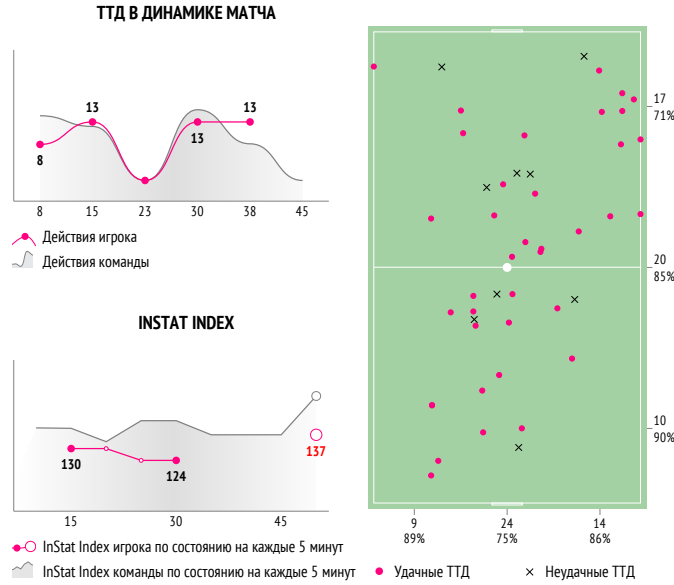 ТТД В ДИНАМИКЕ МАТЧА
13
13
8
13
8 15 23 30 38 45
Действия игрока
Действия команды
INSTAT INDEX
130
124
137
15 30 45
InStat Index игрока по состоянию на каждые 5 минут
InStat Index команды по состоянию на каждые 5 минут
17
71%
20
85%
10
90%
9 24 14
89% 75% 86%
Удачные ТТД
Неудачные ТТД